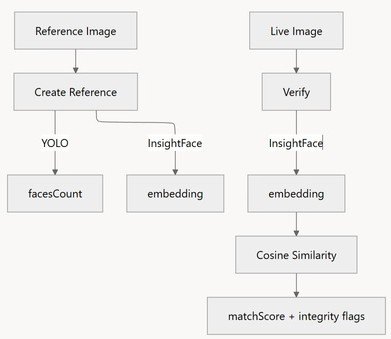 Reference Image
Live Image
Create Reference
Verify
YOLO
InsightFace
InsightFace
facesCount
embedding
embedding
Cosine Similarity
matchScore + integrity flags